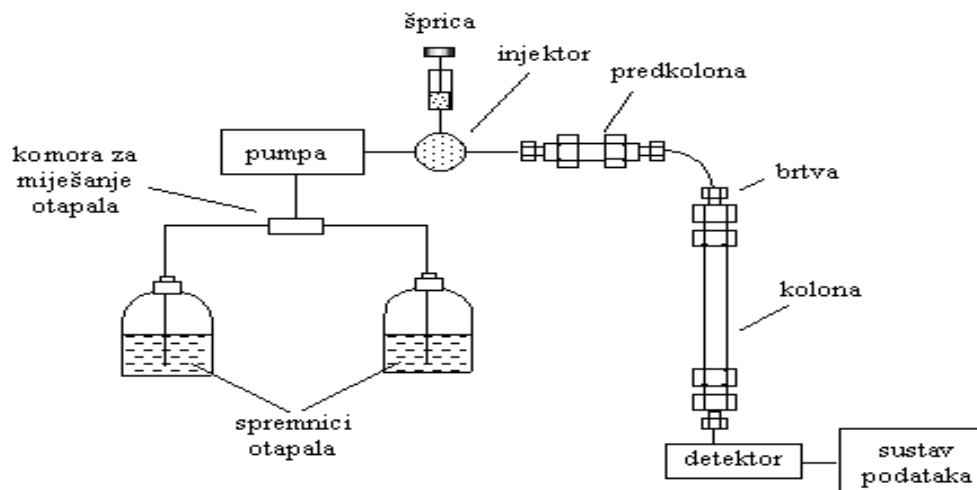 šprica
injektor
predkolona
pumpa
komora za
miješanje
otapala
brtva
kolona
spremnici
otapala
detektor
sustav
podataka